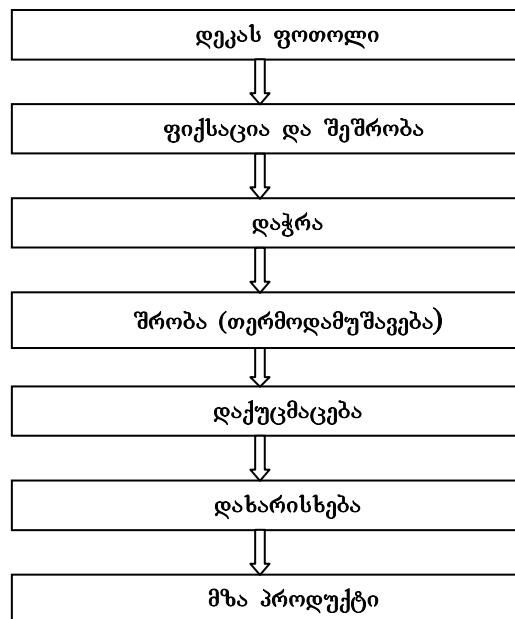 დეკას ფოთოლი
ფიქსაცია და შეშრობა
დაჭრა
შრობა (თერმოდამუშავება)
დაქუცმაცება
დახარისხება
მზა პროდუქტი